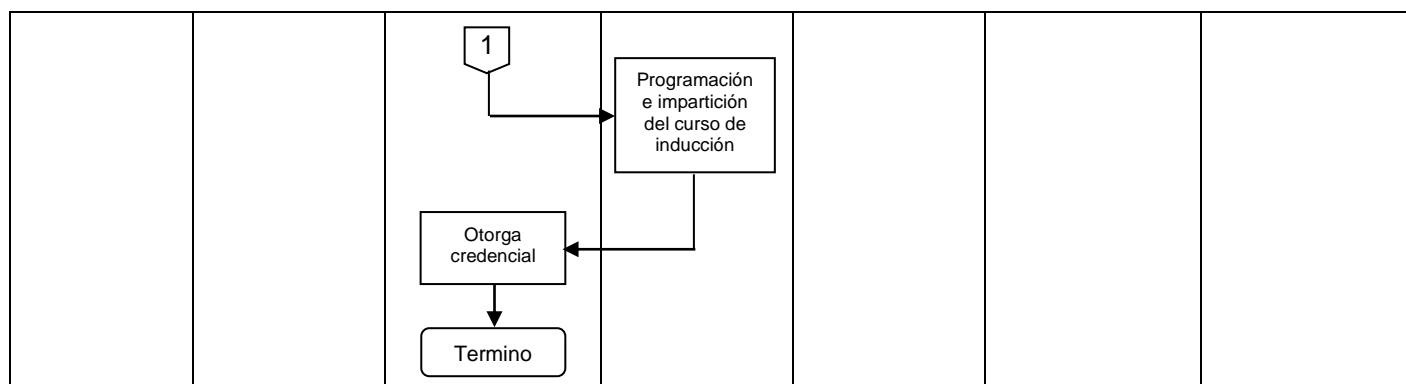 1
Programación
e impartición
del curso de
inducción
Otorga
credencial
Termino